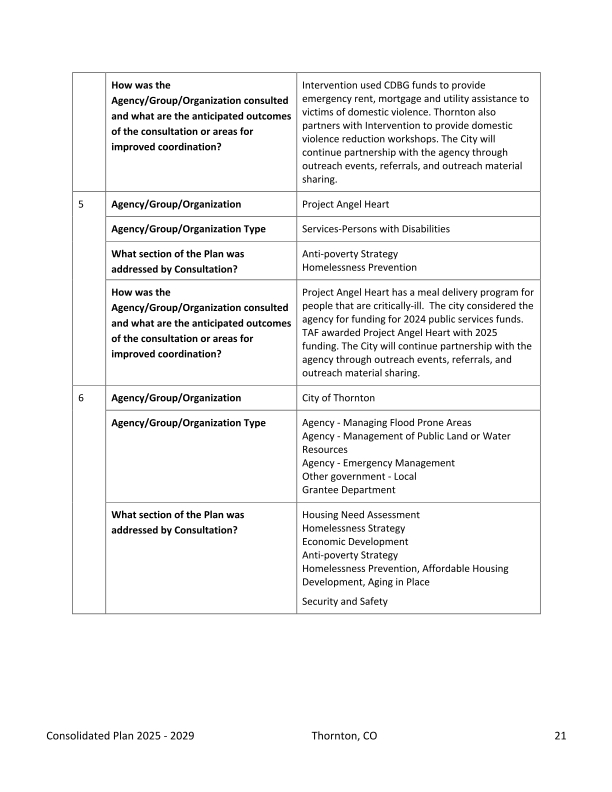 How was the
Agency/Group/Organization consulted
and what are the anticipated outcomes
of the consultation or areas for
improved coordination?
Intervention used CDBG funds to provide
emergency rent, mortgage and utility assistance to
victims of domestic violence. Thornton also
partners with Intervention to provide domestic
violence reduction workshops. The City will
continue partnership with the agency through
outreach events, referrals, and outreach material
sharing.
5
Agency/Group/Organization
Project Angel Heart
Agency/Group/Organization Type
Services-Persons with Disabilities
What section of the Plan was
addressed by Consultation?
Anti-poverty Strategy
Homelessness Prevention
How was the
Agency/Group/Organization consulted
and what are the anticipated outcomes
of the consultation or areas for
improved coordination?
Project Angel Heart has a meal delivery program for
people that are critically-ill.  The city considered the
agency for funding for 2024 public services funds.
TAF awarded Project Angel Heart with 2025
funding. The City will continue partnership with the
agency through outreach events, referrals, and
outreach material sharing.
6
Agency/Group/Organization
City of Thornton
Agency/Group/Organization Type
Agency - Managing Flood Prone Areas
Agency - Management of Public Land or Water
Resources
Agency - Emergency Management
Other government - Local
Grantee Department
What section of the Plan was
addressed by Consultation?
Housing Need Assessment
Homelessness Strategy
Economic Development
Anti-poverty Strategy
Homelessness Prevention, Affordable Housing
Development, Aging in Place
Security and Safety
Consolidated Plan 2025 - 2029
Thornton, CO
21